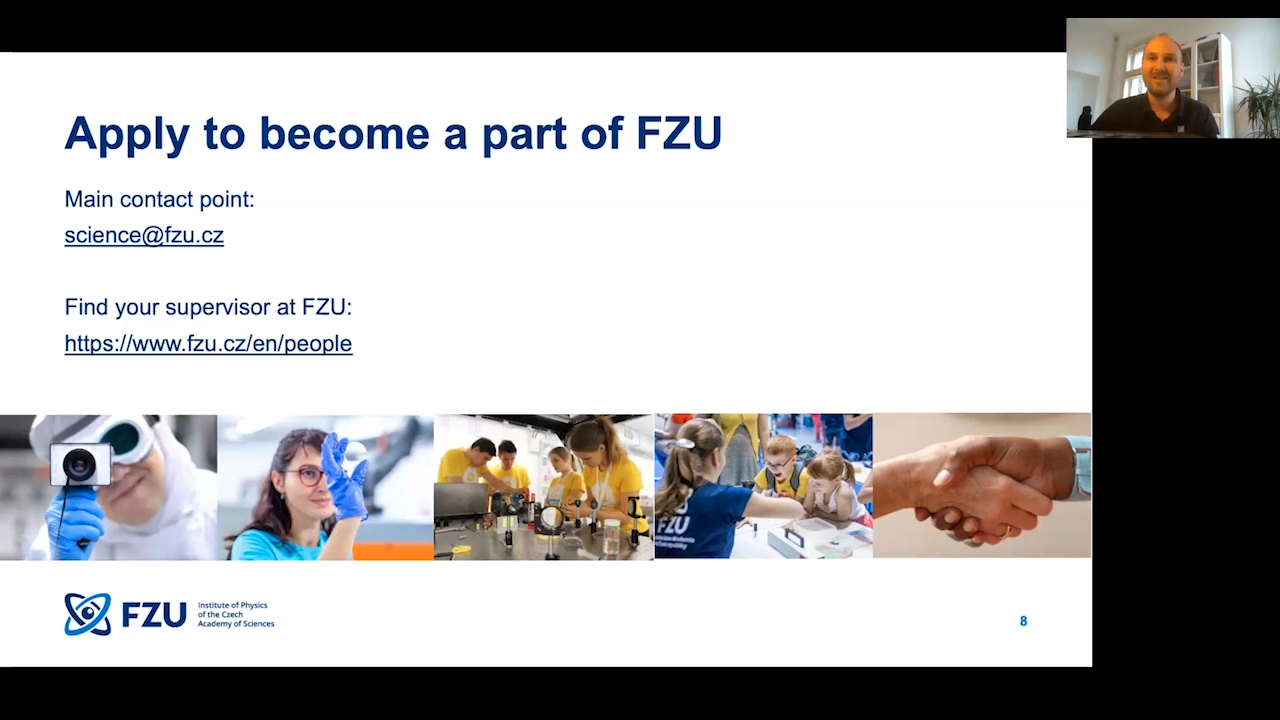 Apply to become a part of FZU
Main contact point:
science@fzu.cz
Find your supervisor at FZU:
https://www.fzu.cz/en/people
FZU
FZU
Institute of Physics
of the Czech
Academy of Sciences
8